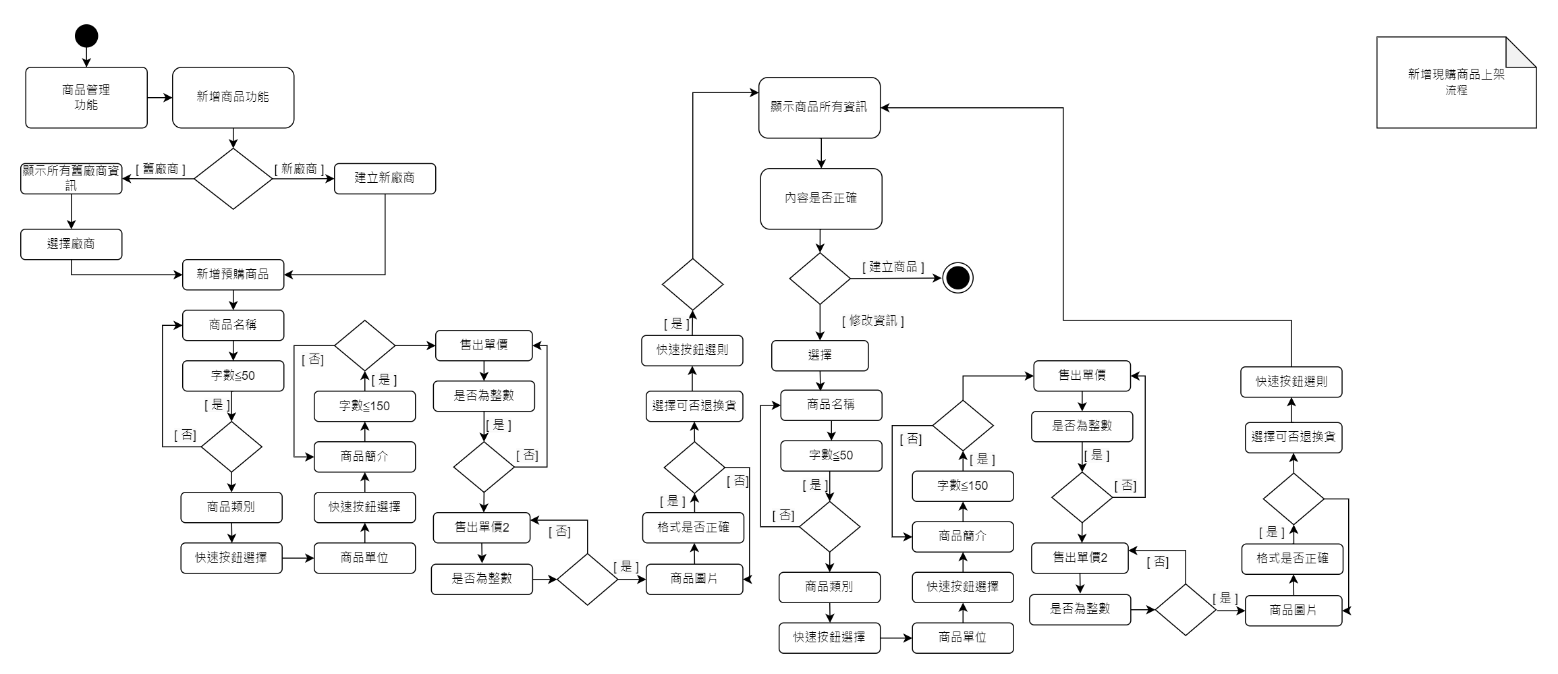 商品管理
功能
新增商品功能
[ 舊廠商 ]
[ 新廠商 ]
顯示所有舊廠商資
訊
建立新廠商
選擇廠商
新增預購商品
商品名稱
字數≦50
[ 是 ]
[ 否]
商品類別
快速按鈕選擇
商品單位
快速按鈕選擇
商品簡介
字數≦150
[ 是 ]
[ 否]
售出單價
是否為整數
[ 是 ]
[ 否]
售出單價2
是否為整數
[ 否]
[ 是 ]
商品圖片
格式是否正確
[ 是 ]
[ 否]
選擇可否退換貨
快速按鈕選則
[ 是 ]
顯示商品所有資訊
內容是否正確
[ 建立商品 ]
[ 修改資訊 ]
選擇
商品名稱
字數≦50
[ 是 ]
[ 否]
商品類別
快速按鈕選擇
商品單位
快速按鈕選擇
商品簡介
字數≦150
[ 是 ]
[ 否]
售出單價
是否為整數
[ 是 ]
[ 否]
售出單價2
是否為整數
[ 否]
[ 是 ]
商品圖片
格式是否正確
[ 是 ]
選擇可否退換貨
快速按鈕選則
新增現購商品上架
流程